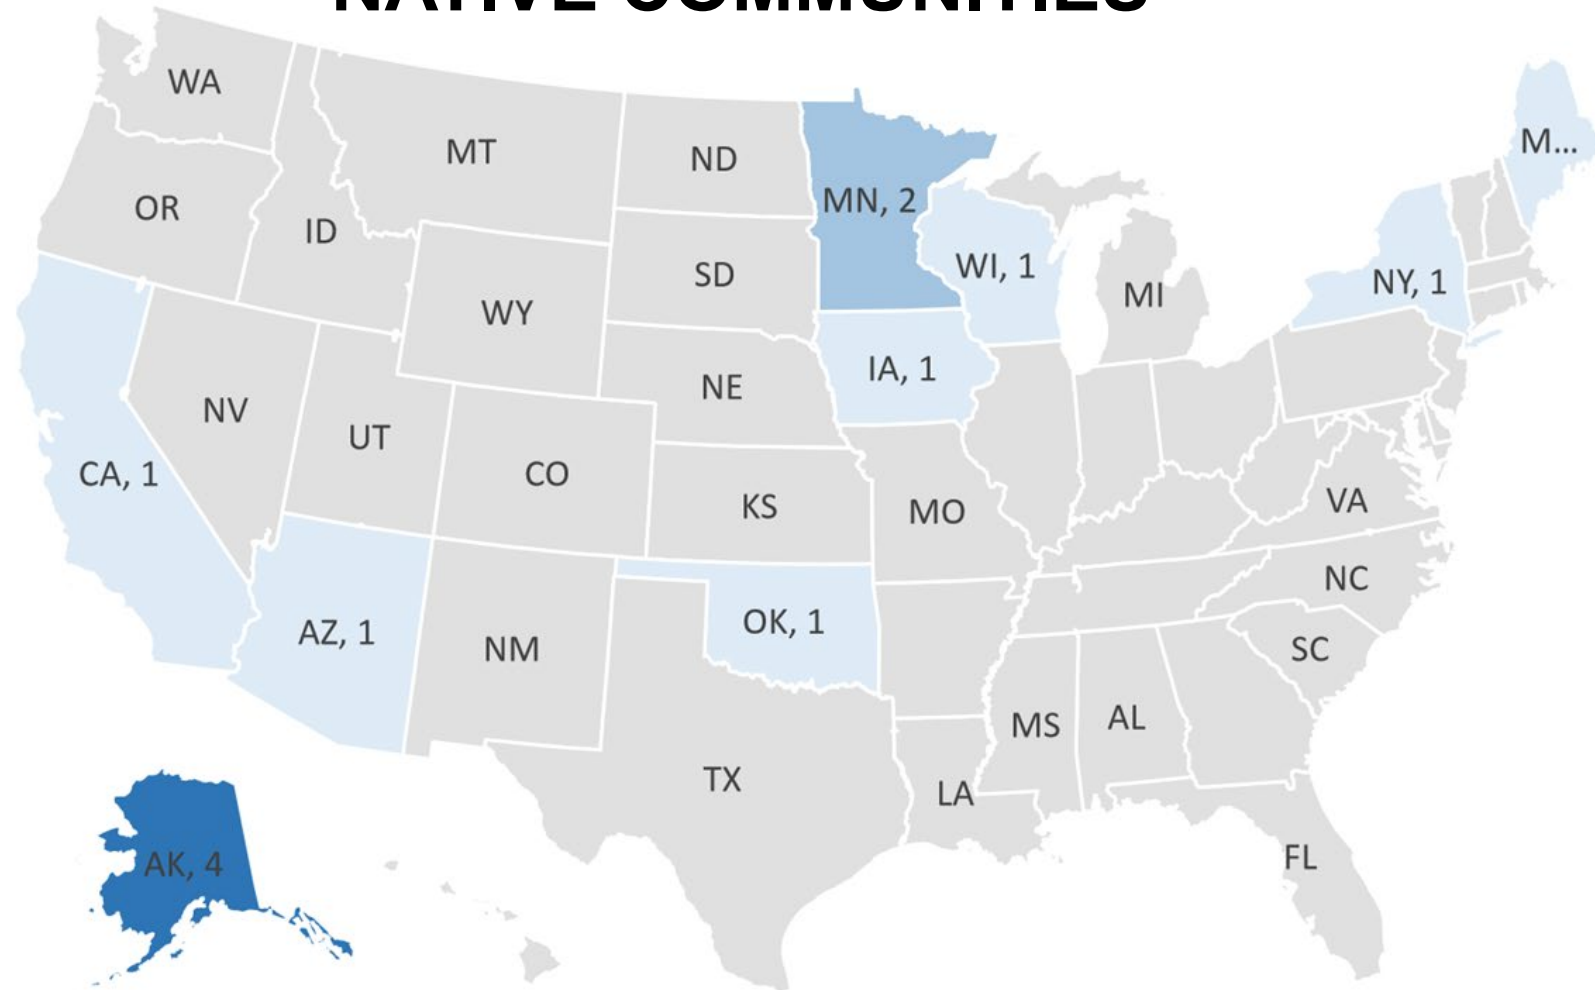 NATIVE COMMUNITIES
WA
MT
ND
MN, 2
M...
OR
ID
SD
WI, 1
MI
NY, 1
WY
IA, 1
NE
NV
UT
CO
CA, 1
KS
MO
VA
NC
AZ, 1
NM
OK, 1
SC
MS
AL
TX
LA
AK, 4
FL